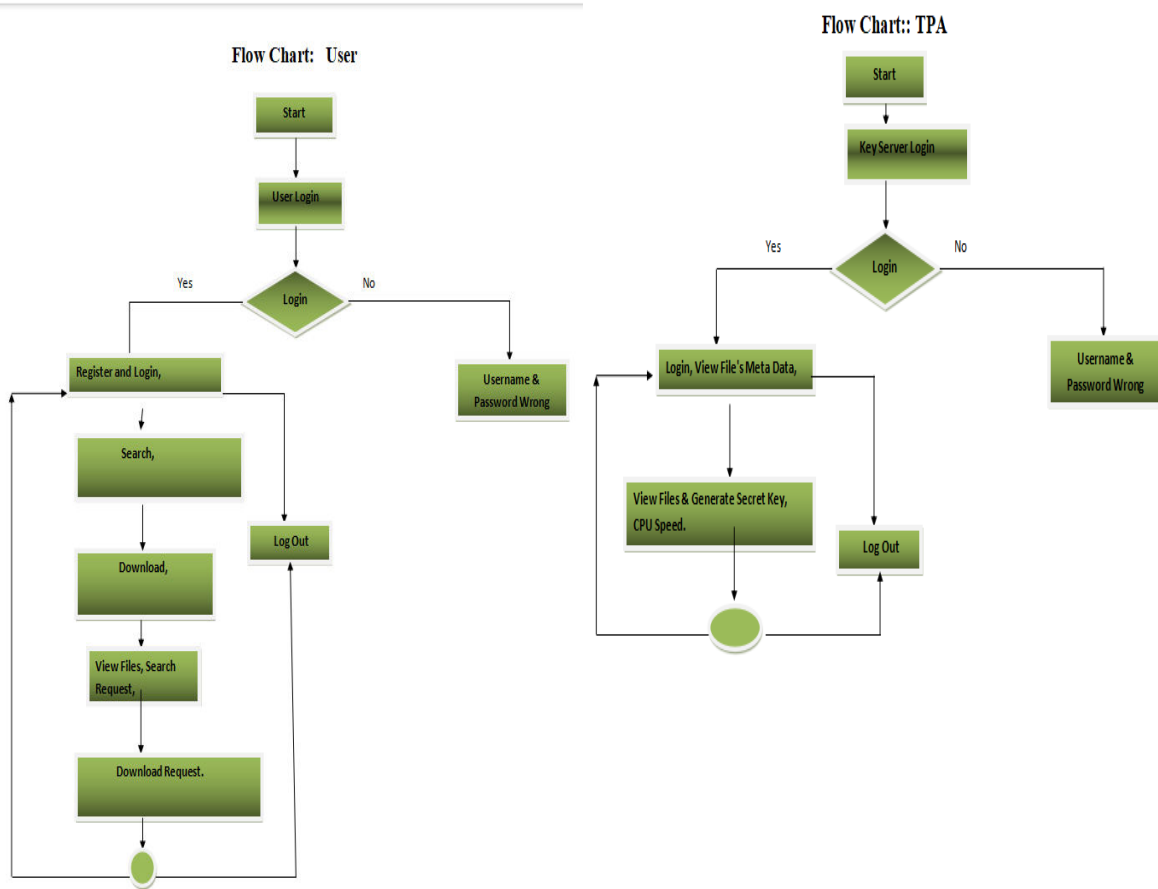 Flow Chart: User
Start
User Login
Login
Yes
No
Register and Login,
Username &
Password Wrong
Search,
Download,
Log Out
View Files, Search
Request,
Download Request.
Flow Chart:: TPA
Start
Key Server Login
Login
Yes
No
Login, View File's Meta Data,
Username &
Password Wrong
View Files & Generate Secret Key,
CPU Speed.
Log Out